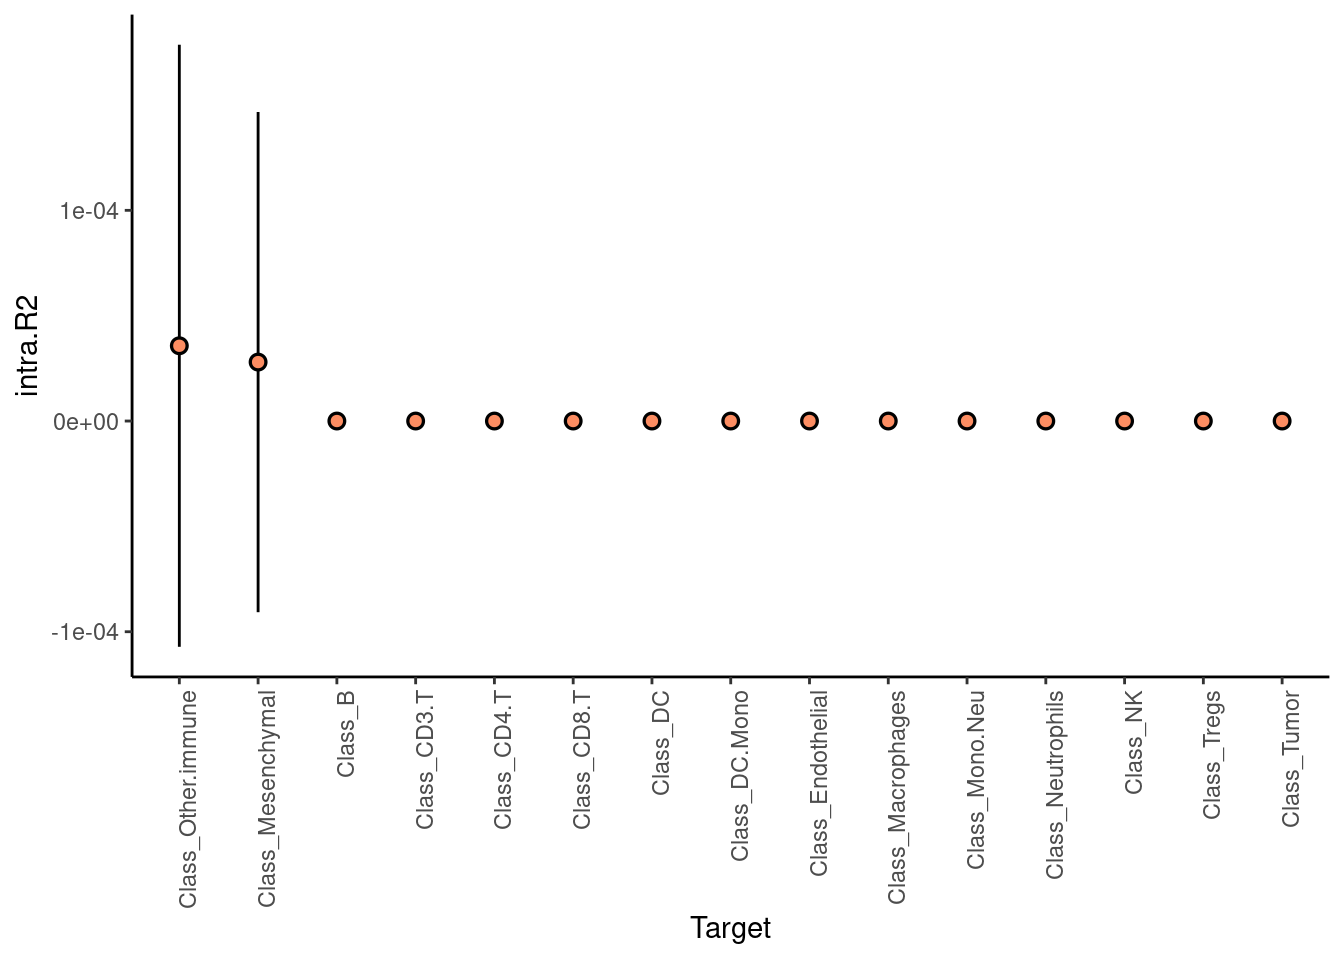 intra.R2
1e-04
0e+00
-1e-04
Class_Other.immune
Class_Mesenchymal
Class_B
Class_CD3.T
Class_CD4.T
Class_CD8.T
Class_DC
Class_DC.Mono
Class_Endothelial
Class_Macrophages
Class_Mono.Neu
Class_Neutrophils
Class_NK
Class_Tregs
Class_Tumor
Target